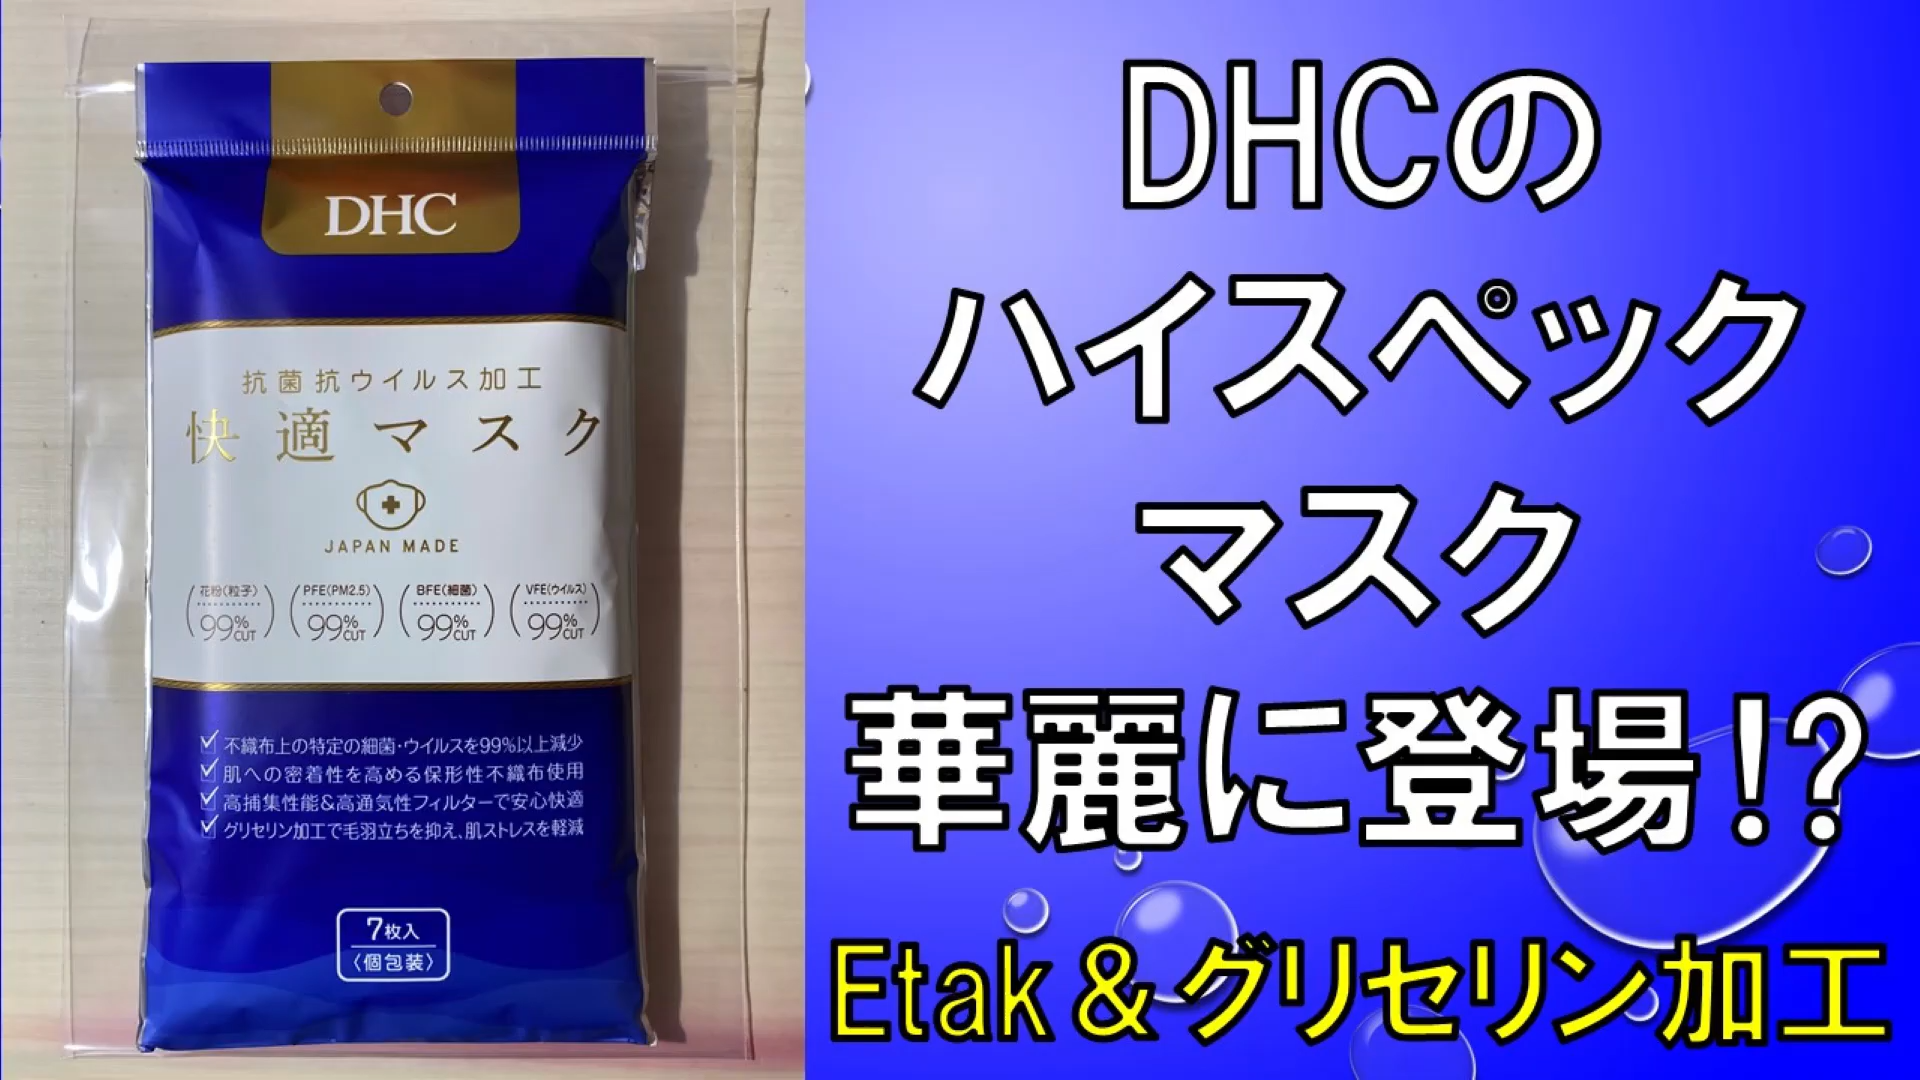 DHC
抗菌抗ウイルス加工
快適マスク
JAPAN MADE
花粉(粒子) 99%CUT
PFE(PM2.5) 99%CUT
BFE(細菌) 99%CUT
VFE(ウイルス) 99%CUT
不織布上の特定の細菌・ウイルスを99%以上減少
肌への密着性を高める保形性不織布使用
高捕集性能&高通気性フィルターで安心快適
グリセリン加工で毛羽立ちを抑え、肌ストレスを軽減
7枚入
〈個包装〉
DHCの
ハイスペック
マスク
華麗に登場!?
Etak&グリセリン加工